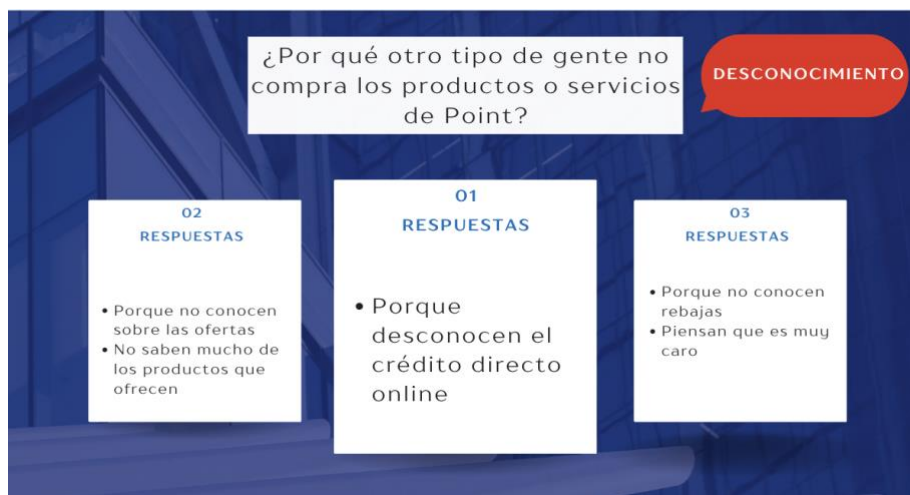 ¿Por qué otro tipo de gente no
compra los productos o servicios
de Point?
DESCONOCIMIENTO
02
RESPUESTAS
• Porque no conocen
sobre las ofertas
• No saben mucho de
los productos que
ofrecen
01
RESPUESTAS
• Porque
desconocen el
crédito directo
online
03
RESPUESTAS
• Porque no conocen
rebajas
• Piensan que es muy
caro